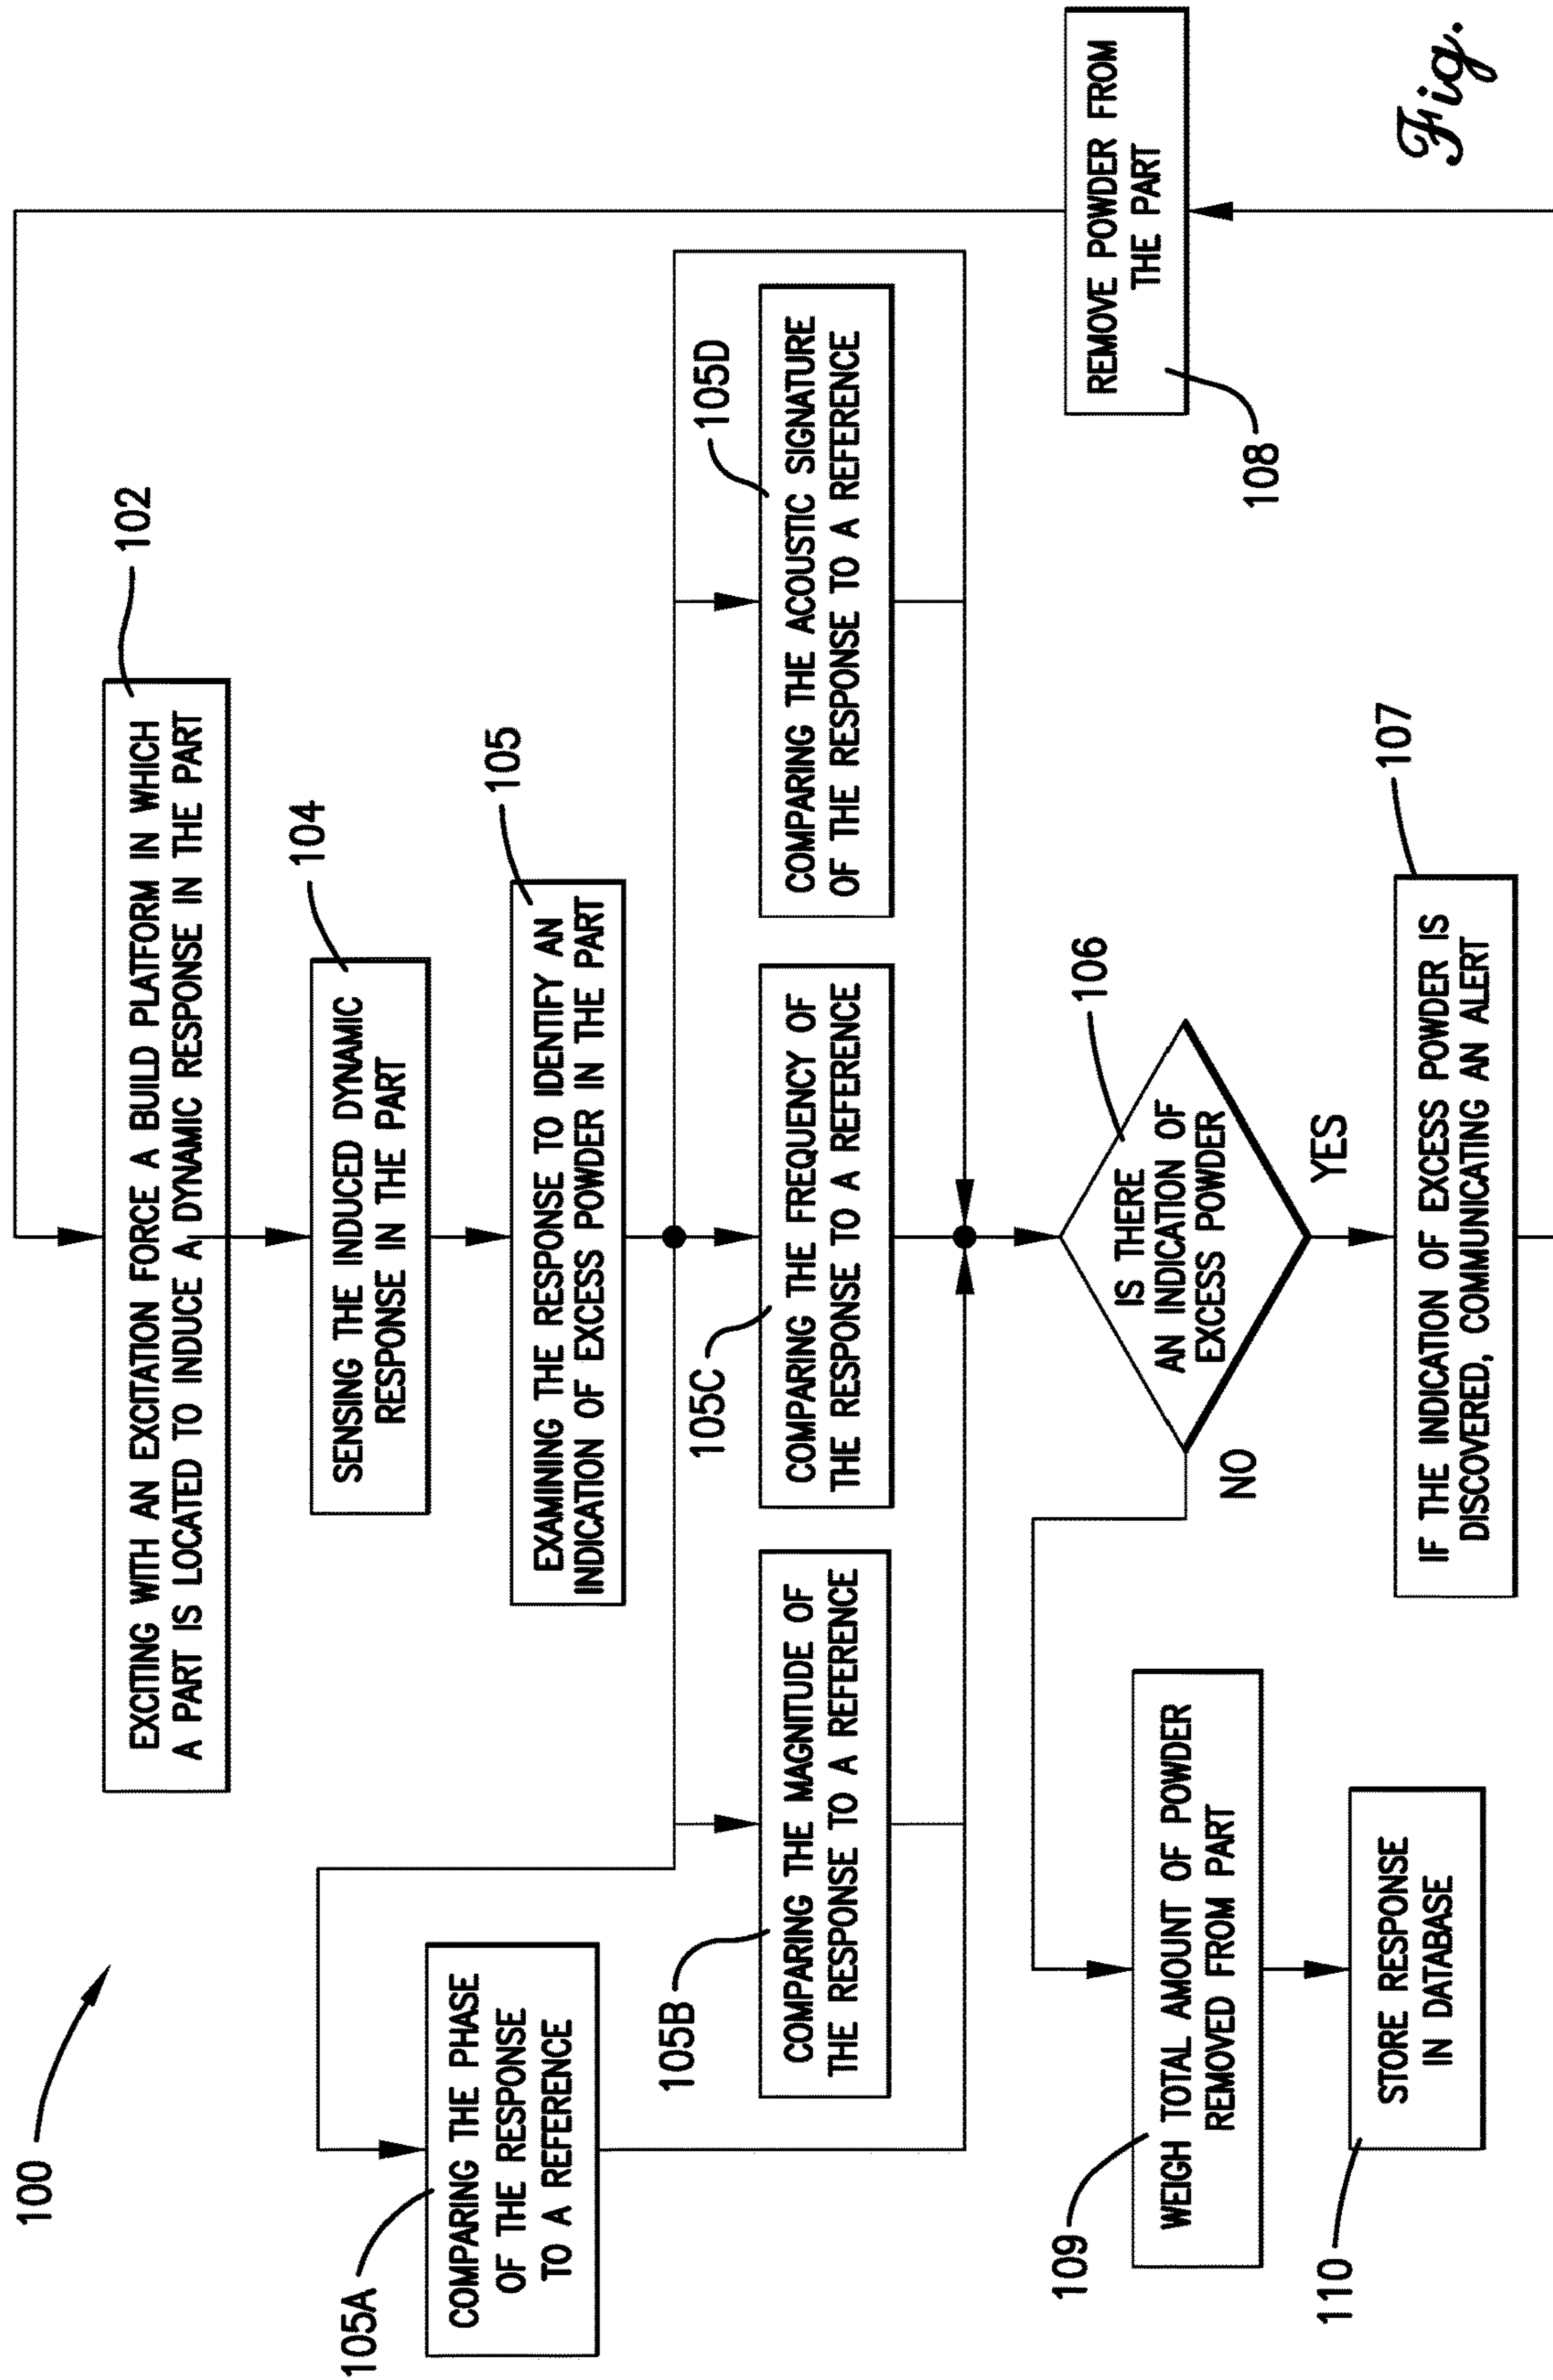 100
102
EXCITING WITH AN EXCITATION FORCE A BUILD PLATFORM IN WHICH
A PART IS LOCATED TO INDUCE A DYNAMIC RESPONSE IN THE PART
104
SENSING THE INDUCED DYNAMIC
RESPONSE IN THE PART
105
EXAMINING THE RESPONSE TO IDENTIFY AN
INDICATION OF EXCESS POWDER IN THE PART
105A
COMPARING THE PHASE
OF THE RESPONSE
TO A REFERENCE
105B
COMPARING THE MAGNITUDE OF
THE RESPONSE TO A REFERENCE
105C
COMPARING THE FREQUENCY OF
THE RESPONSE TO A REFERENCE
105D
COMPARING THE ACOUSTIC SIGNATURE
OF THE RESPONSE TO A REFERENCE
106
IS THERE
AN INDICATION OF
EXCESS POWDER
NO
YES
109
WEIGH TOTAL AMOUNT OF POWDER
REMOVED FROM PART
110
STORE RESPONSE
IN DATABASE
107
IF THE INDICATION OF EXCESS POWDER IS
DISCOVERED, COMMUNICATING AN ALERT
108
REMOVE POWDER FROM
THE PART
Fig.